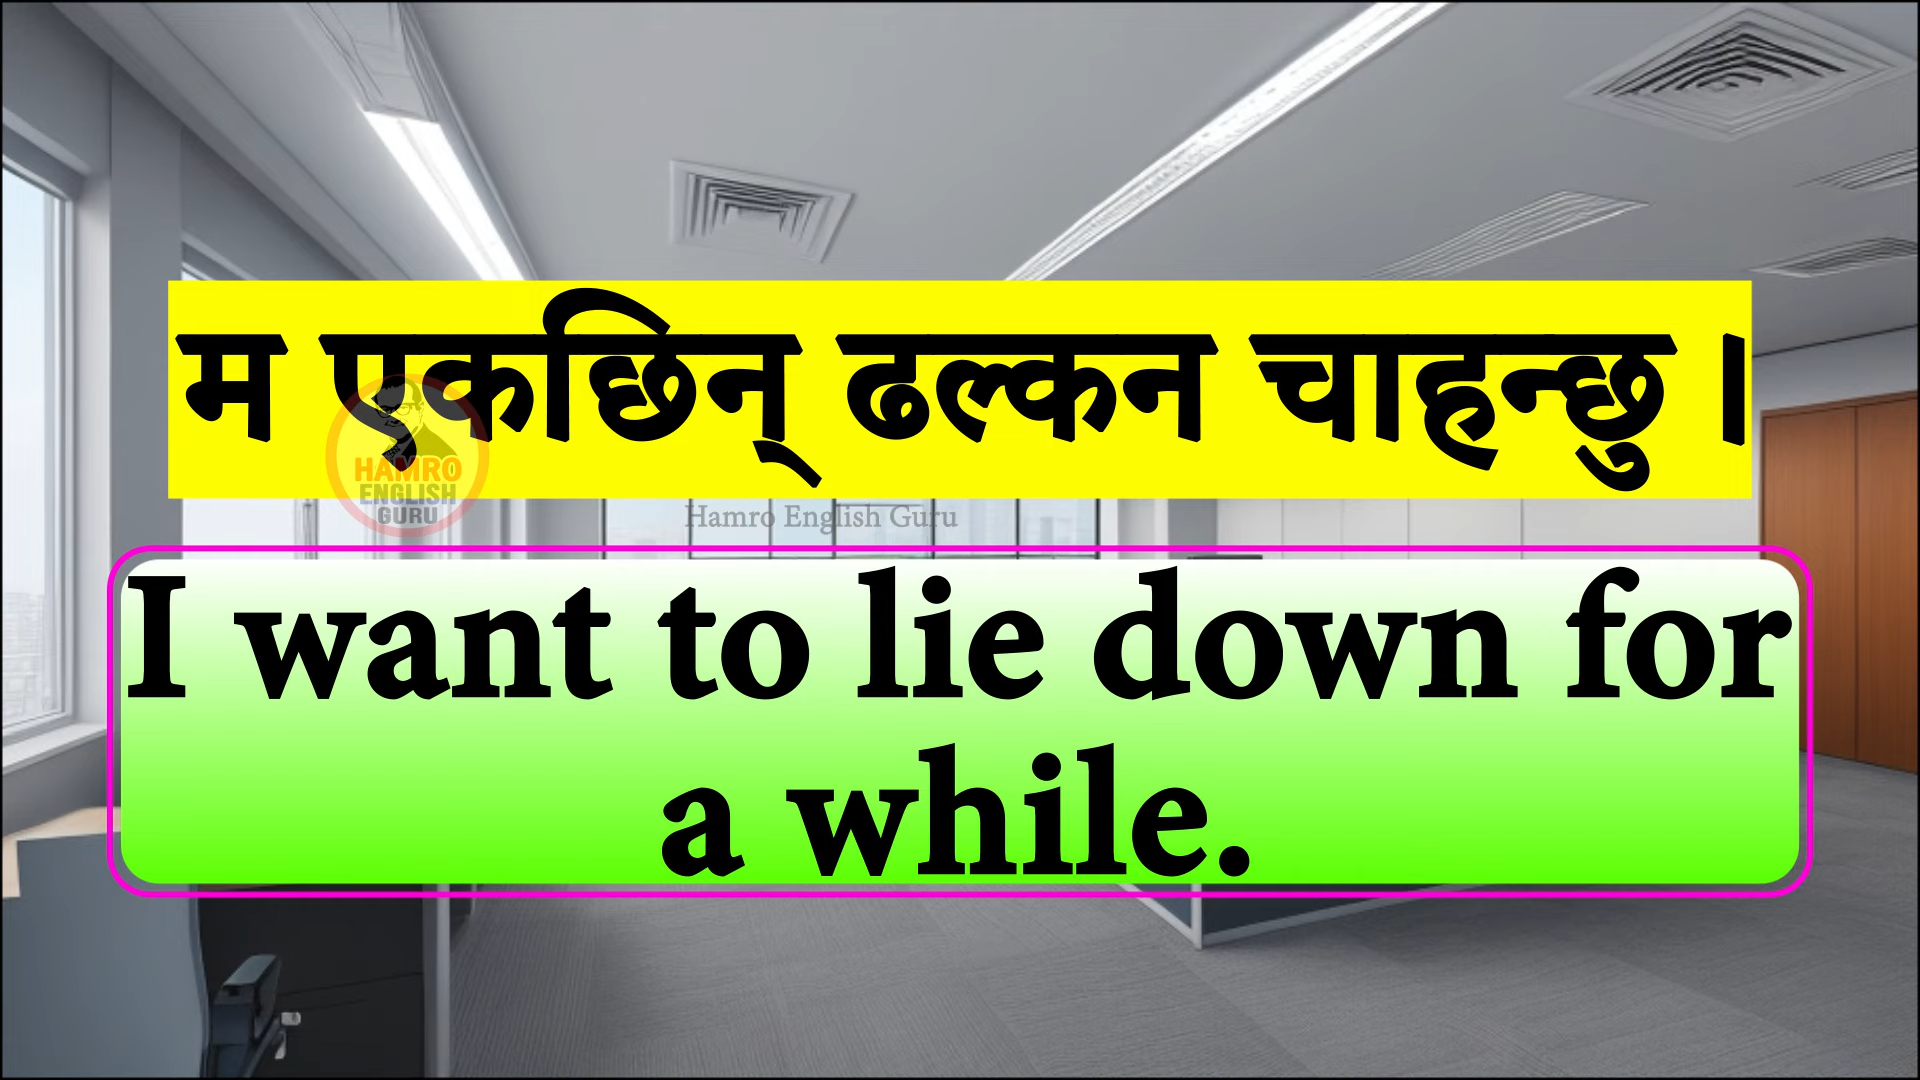 म एकछिन् ढल्कन चाहन्छु ।
HAMRO
ENGLISH
GURU
Hamro English Guru
I want to lie down for
a while.